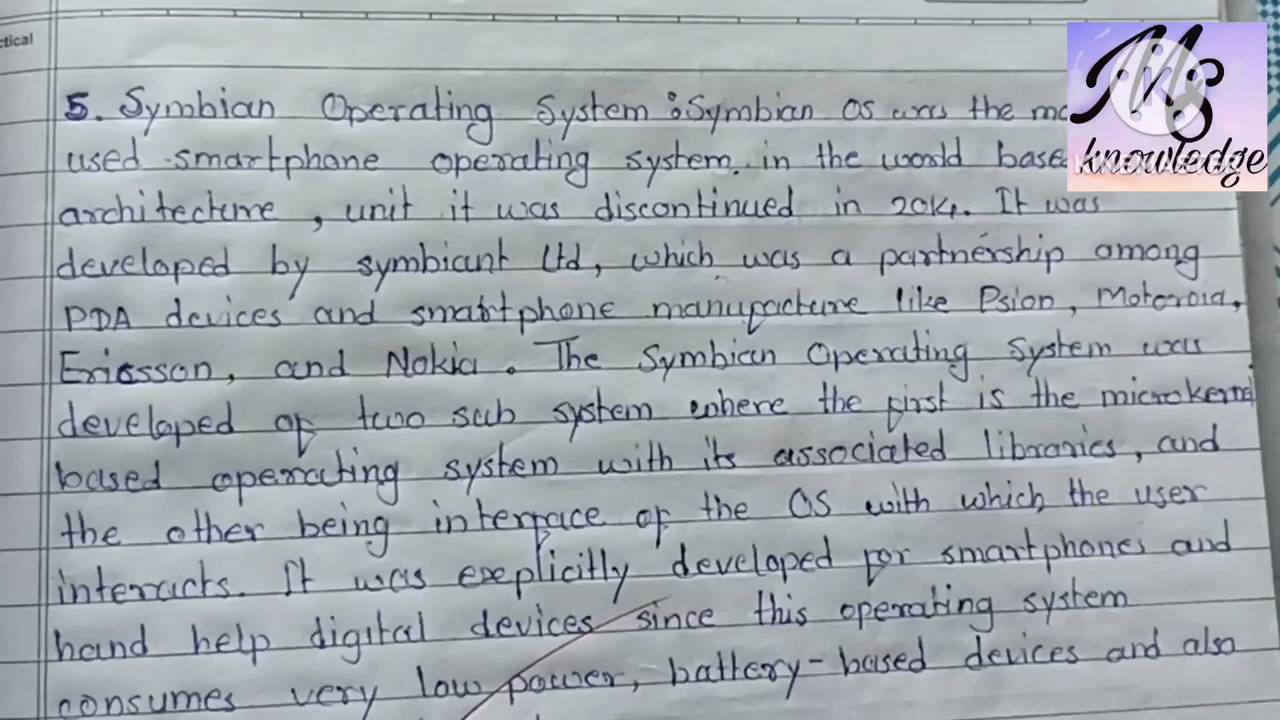 ctical
5. Symbian Operating System : Symbian OS was the mo
used smartphone operating system in the world base
architecture , unit it was discontinued in 2014. It was
developed by symbiant Ltd, which was a partnership among
PDA devices and smartphone manufacture like Psion, Motoroia,
Ericsson, and Nokia . The Symbian Operating System was
developed of two sub system where the first is the microkernel
based operating system with its associated libraries, and
the other being interface of the OS with which the user
interacts. It was exeplicitly developed for smartphones and
hand help digital devices since this operating system
consumes very low power, battery-based devices and also
MS
knowledge